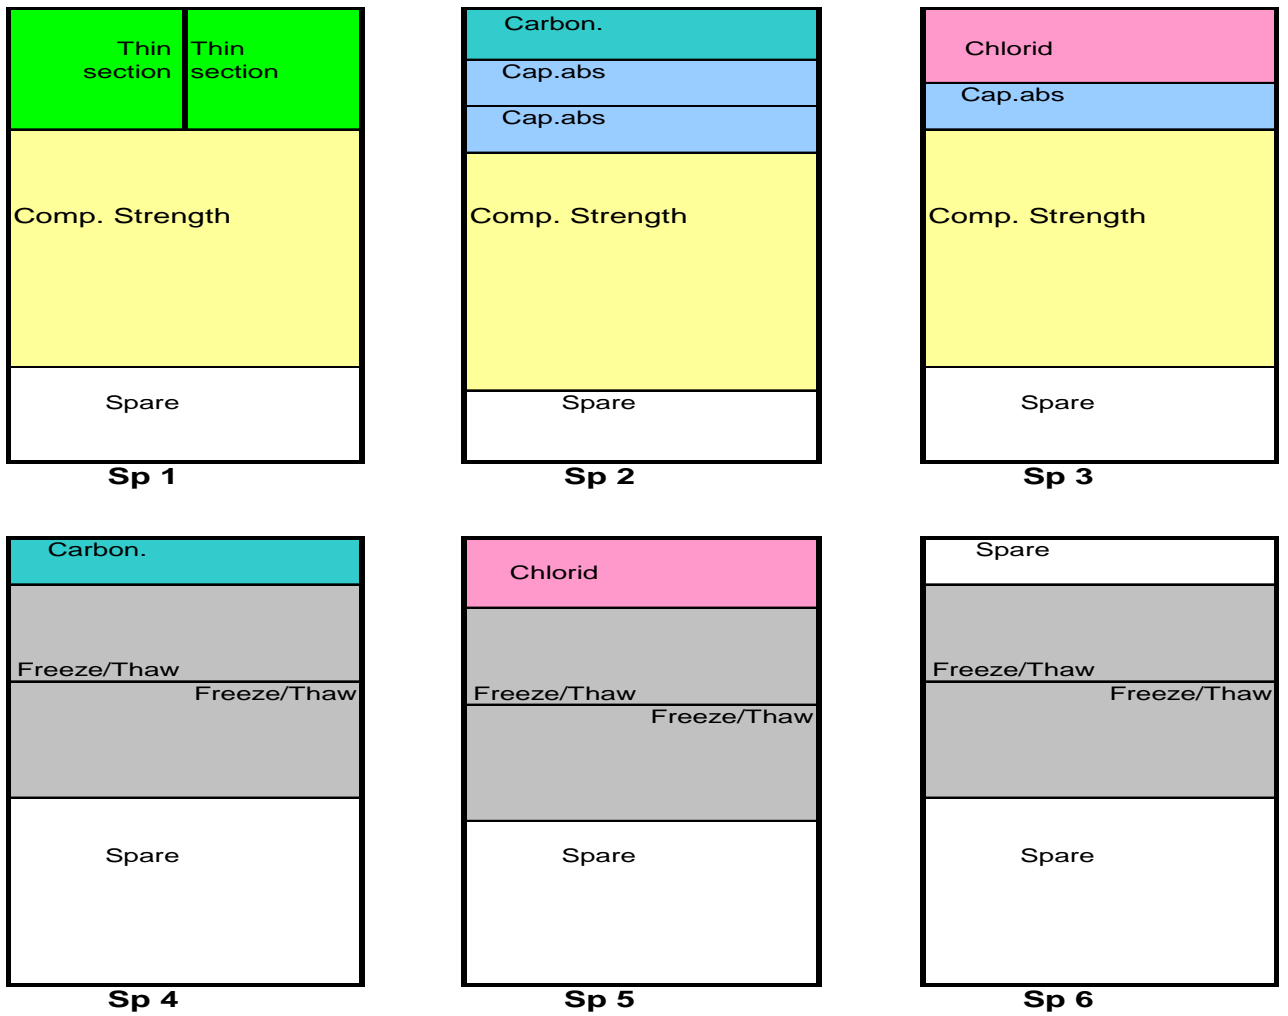 Thin section
Thin section
Comp. Strength
Spare
Sp 1
Carbon.
Cap.abs
Cap.abs
Comp. Strength
Spare
Sp 2
Chlorid
Cap.abs
Comp. Strength
Spare
Sp 3
Carbon.
Freeze/Thaw
Freeze/Thaw
Spare
Sp 4
Chlorid
Freeze/Thaw
Freeze/Thaw
Spare
Sp 5
Spare
Freeze/Thaw
Freeze/Thaw
Spare
Sp 6